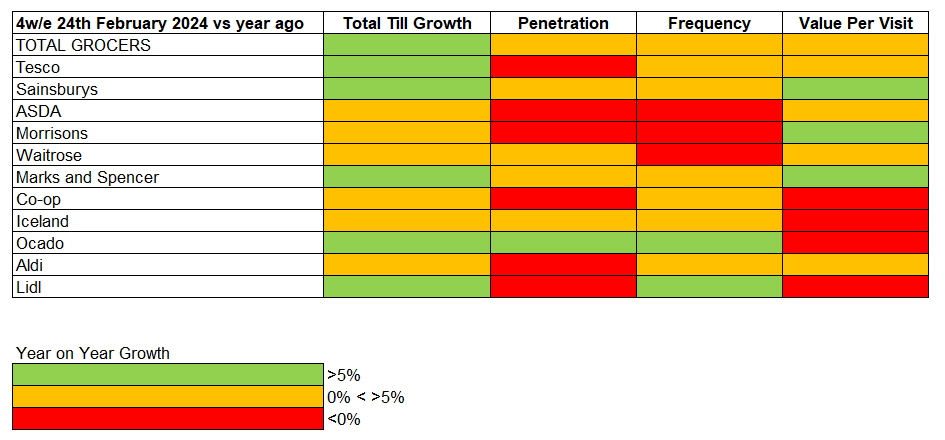 4w/e 24th February 2024 vs year ago Total Till Growth Penetration Frequency Value Per Visit
TOTAL GROCERS
Tesco
Sainsburys
ASDA
Morrisons
Waitrose
Marks and Spencer
Co-op
Iceland
Ocado
Aldi
Lidl
Year on Year Growth
>5%
0% < >5%
<0%